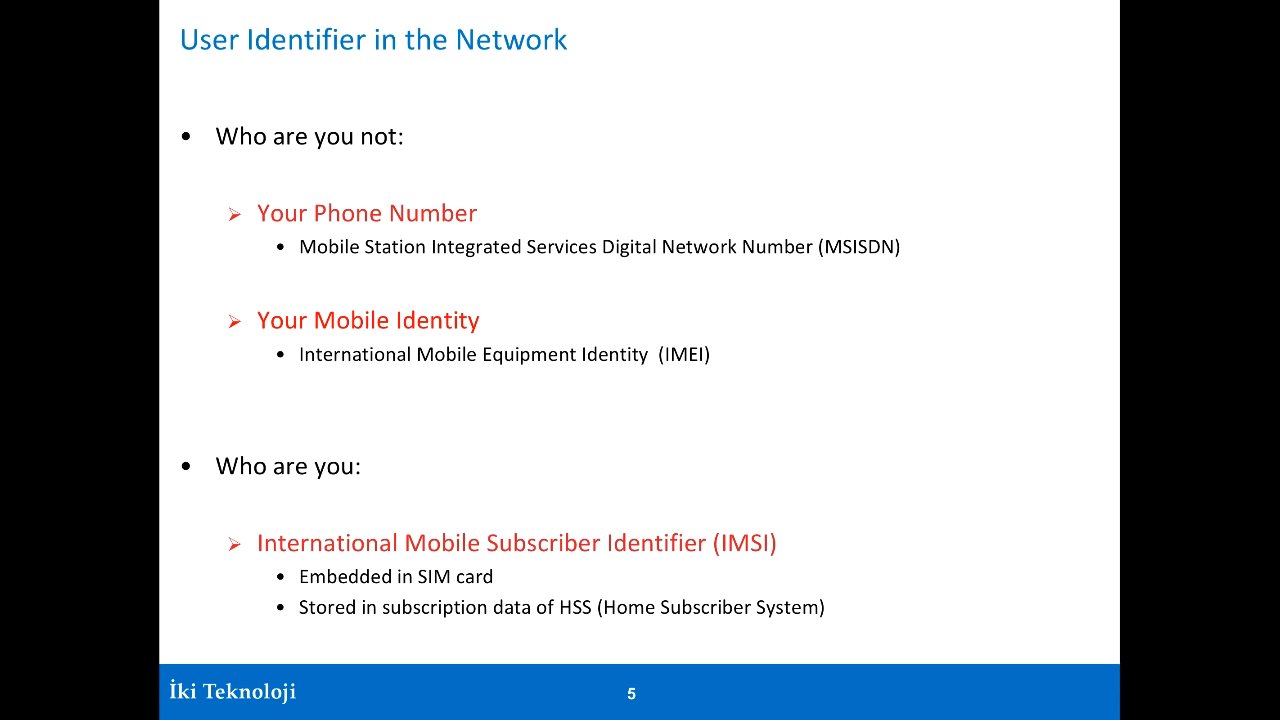 User Identifier in the Network
• Who are you not:
➢ Your Phone Number
• Mobile Station Integrated Services Digital Network Number (MSISDN)
➢ Your Mobile Identity
• International Mobile Equipment Identity (IMEI)
• Who are you:
➢ International Mobile Subscriber Identifier (IMSI)
• Embedded in SIM card
• Stored in subscription data of HSS (Home Subscriber System)
İki Teknoloji
5